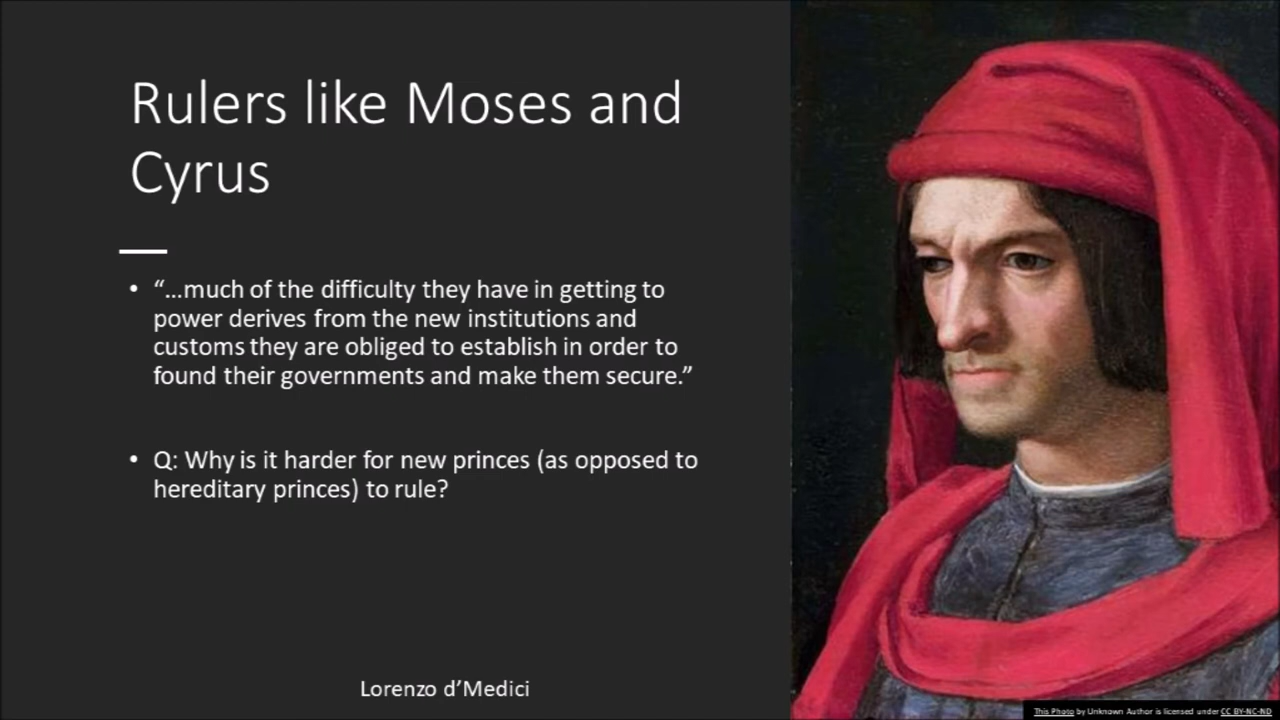 Rulers like Moses and
Cyrus
• “...much of the difficulty they have in getting to
power derives from the new institutions and
customs they are obliged to establish in order to
found their governments and make them secure.”
• Q: Why is it harder for new princes (as opposed to
hereditary princes) to rule?
Lorenzo d’Medici
This Photo by Unknown Author is licensed under CC BY-NC-ND